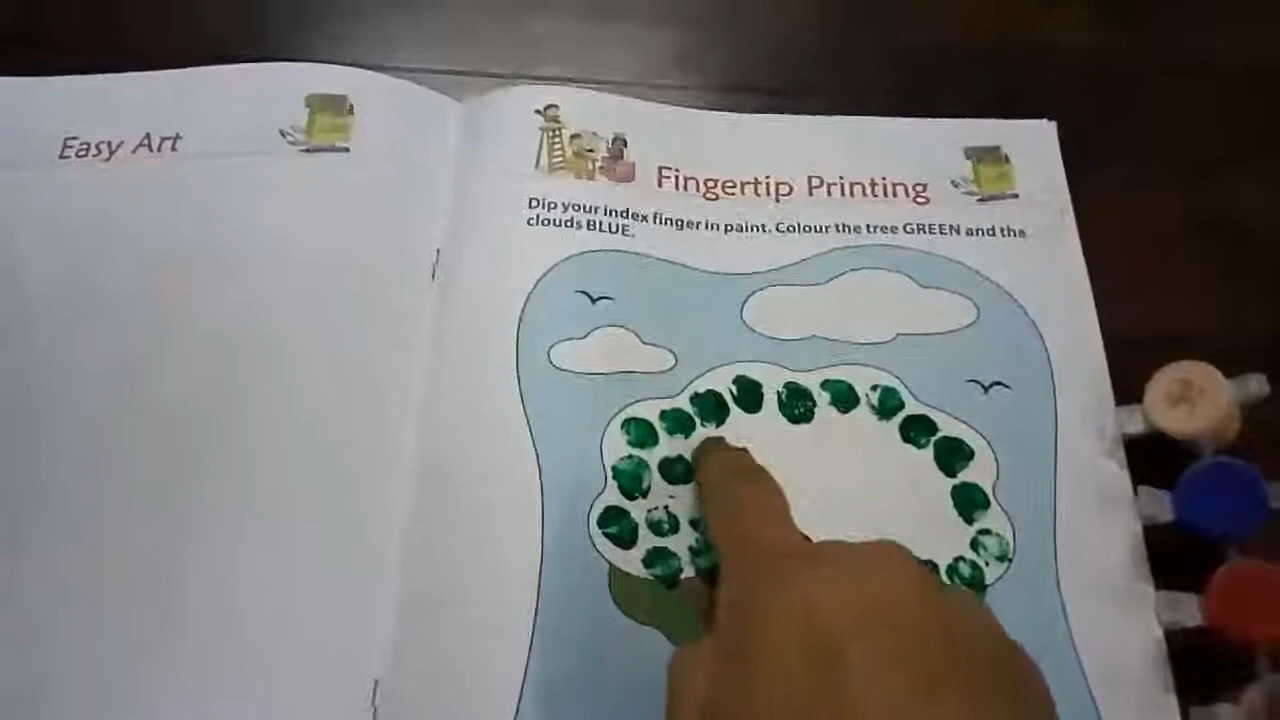 Easy Art
Fingertip Printing
Dip your index finger in paint. Colour the tree GREEN and the
clouds BLUE.